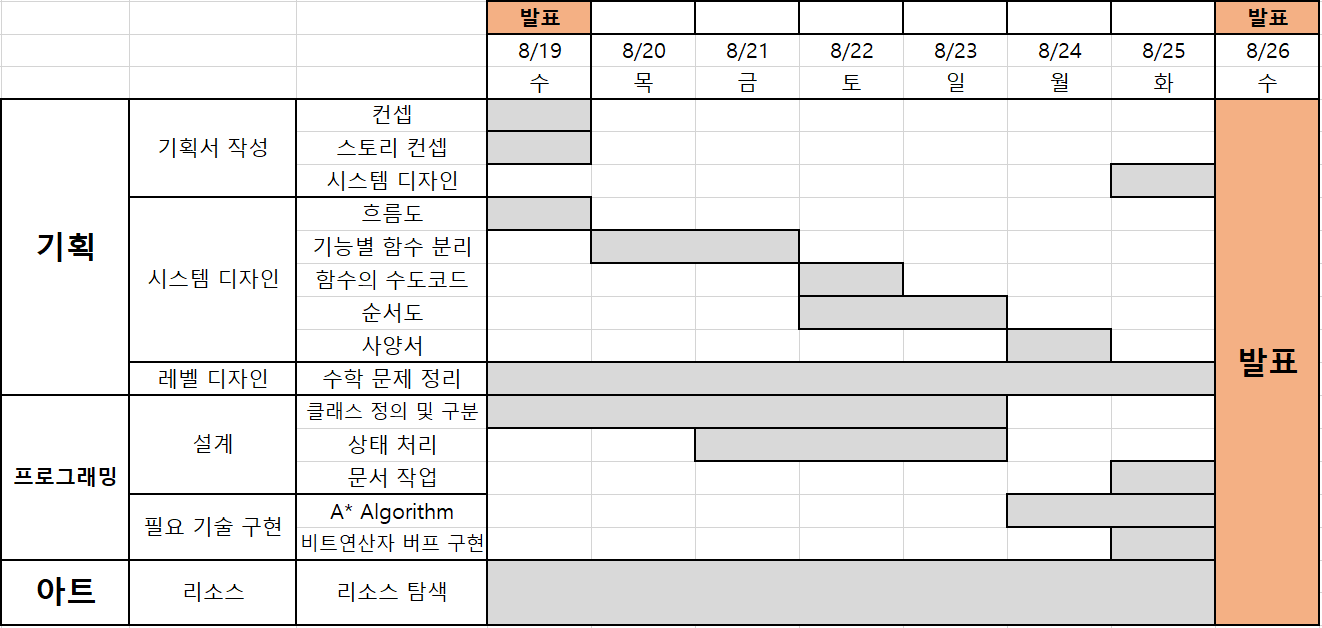 발표 발표
8/19 8/20 8/21 8/22 8/23 8/24 8/25 8/26
수 목 금 토 일 월 화 수
기획 기획서 작성 컨셉
스토리 컨셉
시스템 디자인
시스템 디자인 흐름도
기능별 함수 분리
함수의 수도코드
순서도
사양서
레벨 디자인 수학 문제 정리
발표
프로그래밍 설계 클래스 정의 및 구분
상태 처리
문서 작업
필요 기술 구현 A* Algorithm
비트연산자 버프 구현
아트 리소스 리소스 탐색